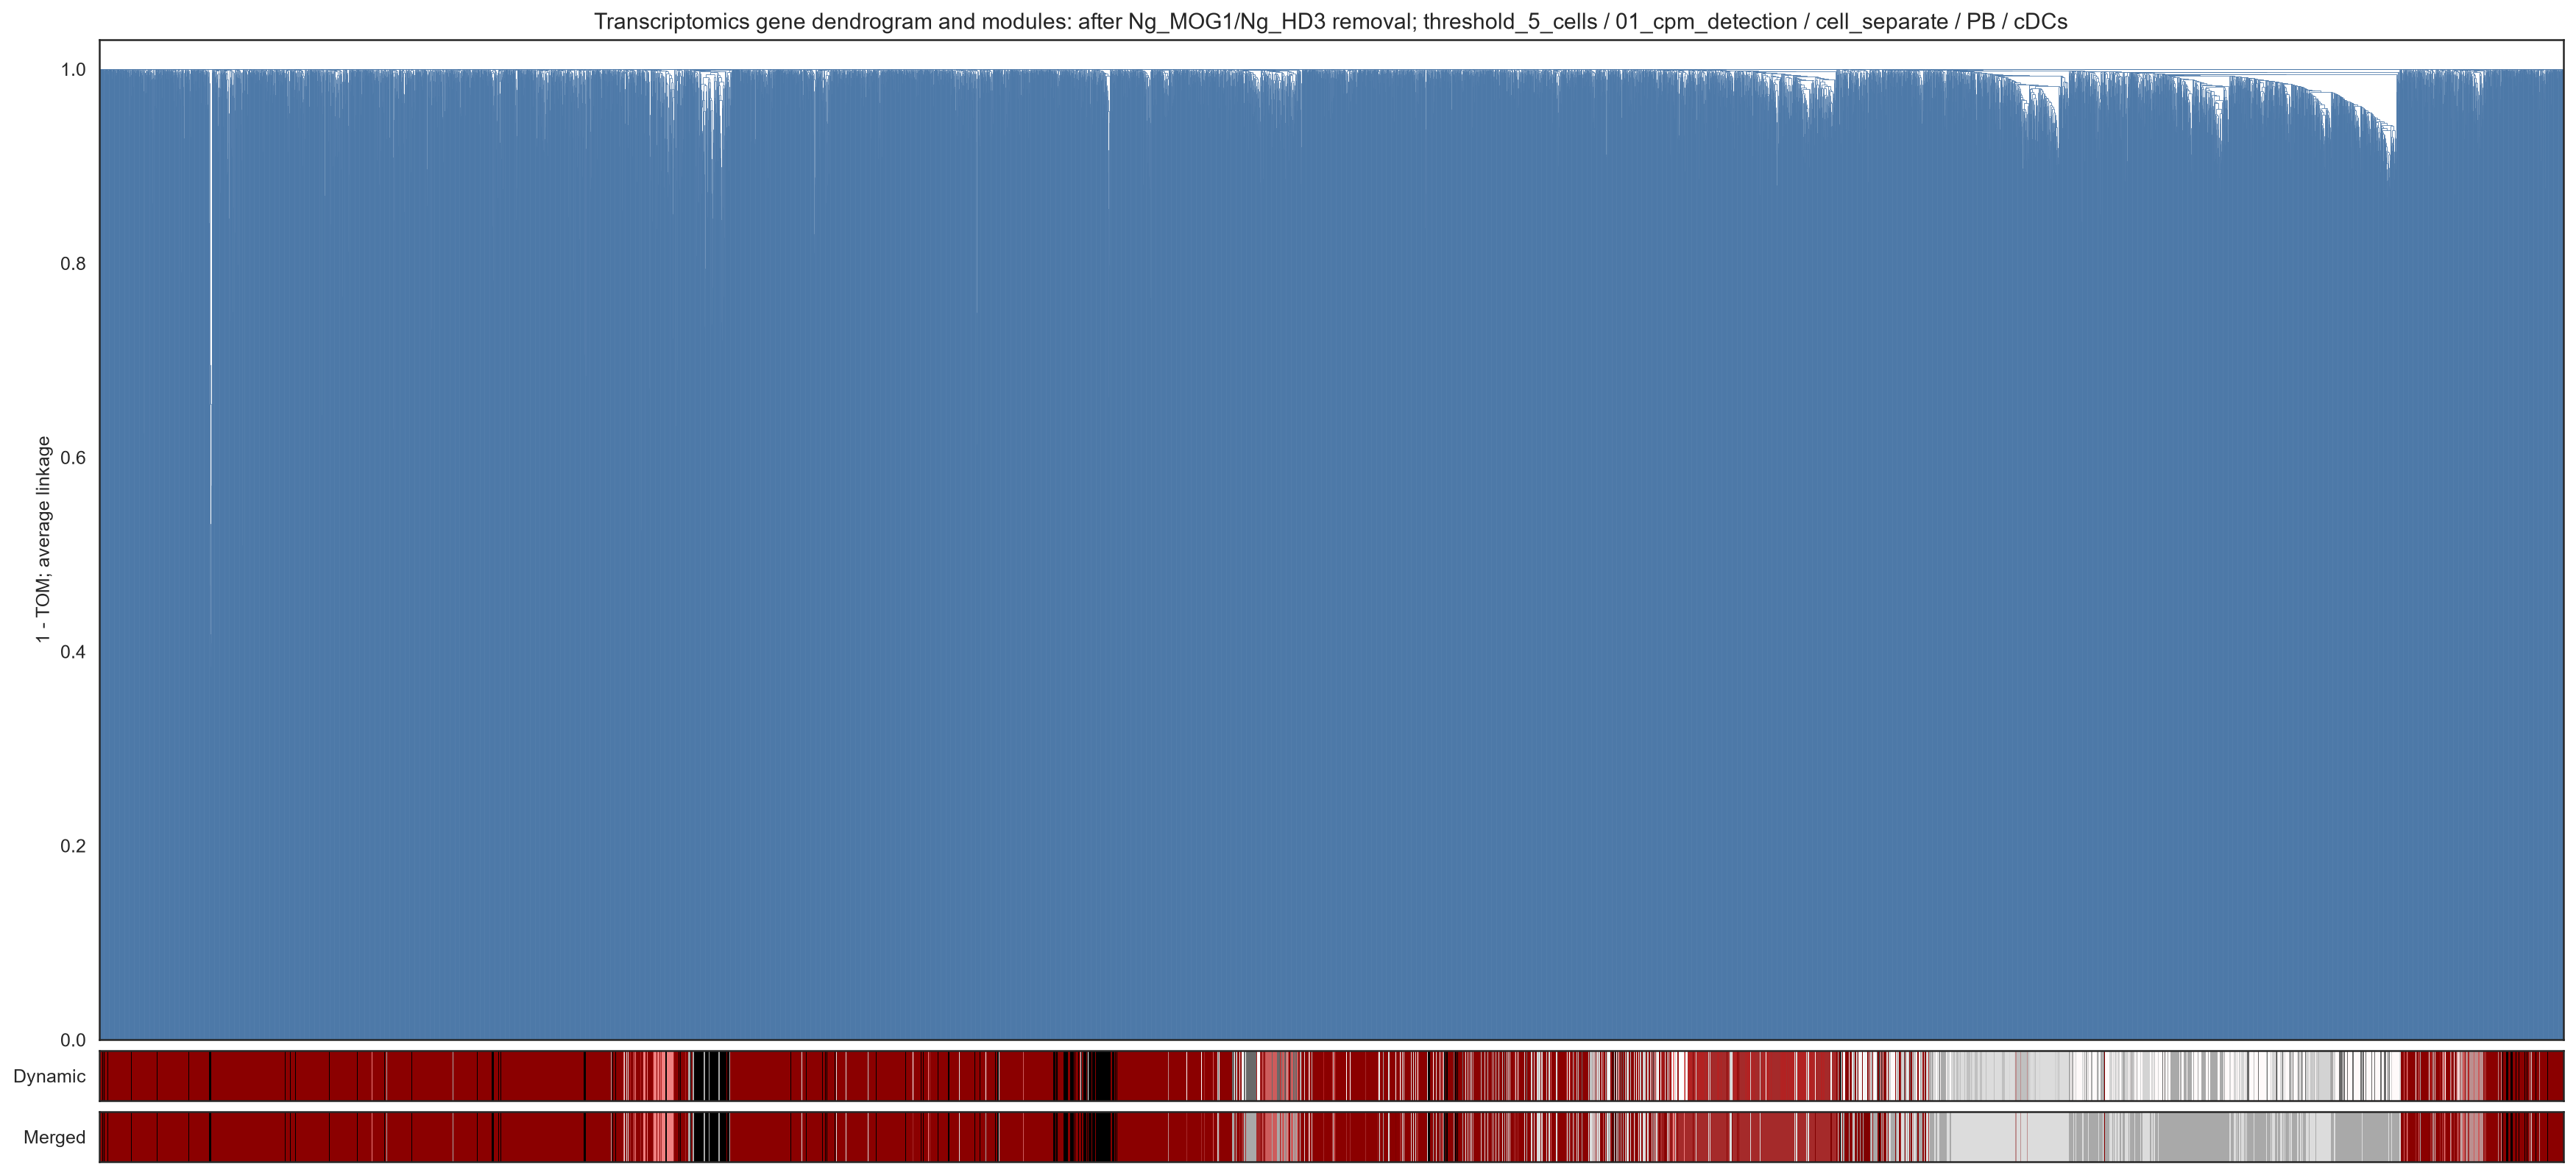 Transcriptomics gene dendrogram and modules: after Ng_MOG1/Ng_HD3 removal; threshold_5_cells / 01_cpm_detection / cell_separate / PB / cDCs
1.0
0.8
0.6
0.4
0.2
0.0
1 - TOM; average linkage
Dynamic
Merged